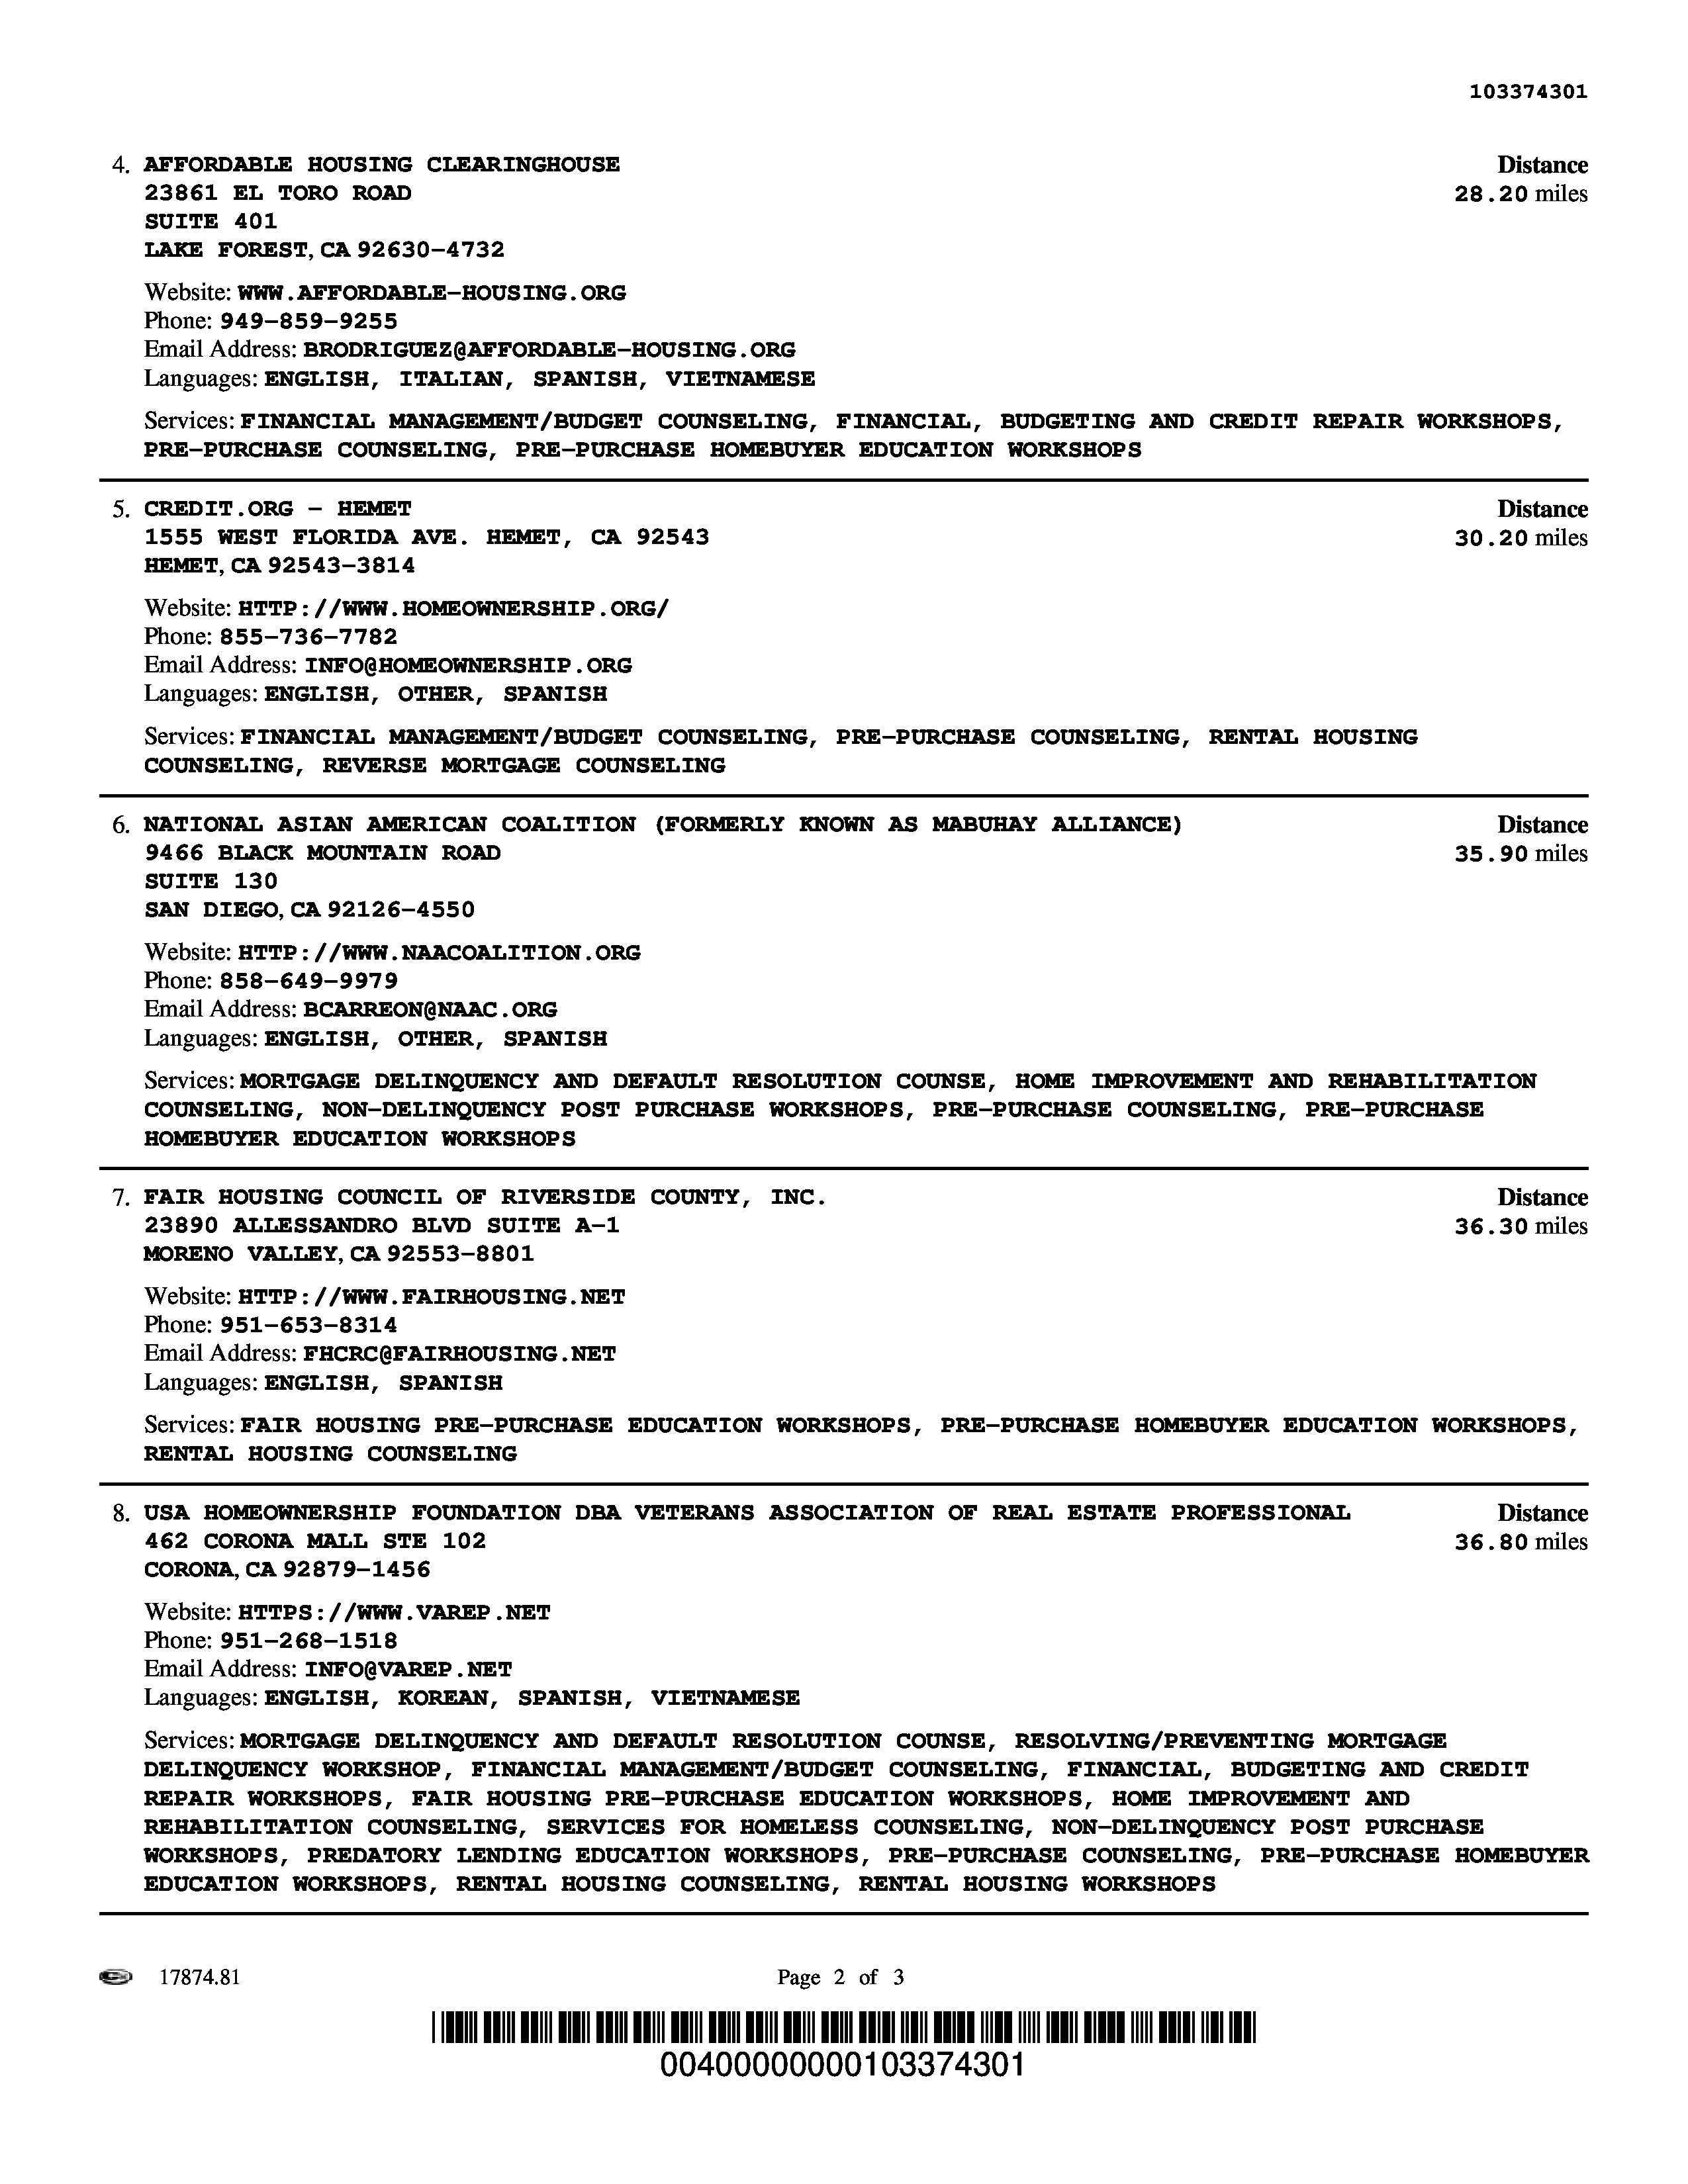 103374301
4. AFFORDABLE HOUSING CLEARINGHOUSE Distance
23861 EL TORO ROAD 28.20 miles
SUITE 401
LAKE FOREST, CA 92630-4732
Website: WWW.AFFORDABLE-HOUSING.ORG
Phone: 949-859-9255
Email Address: BRODRIGUEZ@AFFORDABLE-HOUSING.ORG
Languages: ENGLISH, ITALIAN, SPANISH, VIETNAMESE
Services: FINANCIAL MANAGEMENT/BUDGET COUNSELING, FINANCIAL, BUDGETING AND CREDIT REPAIR WORKSHOPS,
PRE-PURCHASE COUNSELING, PRE-PURCHASE HOMEBUYER EDUCATION WORKSHOPS
5. CREDIT.ORG - HEMET Distance
1555 WEST FLORIDA AVE. HEMET, CA 92543 30.20 miles
HEMET, CA 92543-3814
Website: HTTP://WWW.HOMEOWNERSHIP.ORG/
Phone: 855-736-7782
Email Address: INFO@HOMEOWNERSHIP.ORG
Languages: ENGLISH, OTHER, SPANISH
Services: FINANCIAL MANAGEMENT/BUDGET COUNSELING, PRE-PURCHASE COUNSELING, RENTAL HOUSING
COUNSELING, REVERSE MORTGAGE COUNSELING
6. NATIONAL ASIAN AMERICAN COALITION (FORMERLY KNOWN AS MABUHAY ALLIANCE) Distance
9466 BLACK MOUNTAIN ROAD 35.90 miles
SUITE 130
SAN DIEGO, CA 92126-4550
Website: HTTP://WWW.NAACOALITION.ORG
Phone: 858-649-9979
Email Address: BCARREON@NAAC.ORG
Languages: ENGLISH, OTHER, SPANISH
Services: MORTGAGE DELINQUENCY AND DEFAULT RESOLUTION COUNSE, HOME IMPROVEMENT AND REHABILITATION
COUNSELING, NON-DELINQUENCY POST PURCHASE WORKSHOPS, PRE-PURCHASE COUNSELING, PRE-PURCHASE
HOMEBUYER EDUCATION WORKSHOPS
7. FAIR HOUSING COUNCIL OF RIVERSIDE COUNTY, INC. Distance
23890 ALLESSANDRO BLVD SUITE A-1 36.30 miles
MORENO VALLEY, CA 92553-8801
Website: HTTP://WWW.FAIRHOUSING.NET
Phone: 951-653-8314
Email Address: FHCRC@FAIRHOUSING.NET
Languages: ENGLISH, SPANISH
Services: FAIR HOUSING PRE-PURCHASE EDUCATION WORKSHOPS, PRE-PURCHASE HOMEBUYER EDUCATION WORKSHOPS,
RENTAL HOUSING COUNSELING
8. USA HOMEOWNERSHIP FOUNDATION DBA VETERANS ASSOCIATION OF REAL ESTATE PROFESSIONAL Distance
462 CORONA MALL STE 102 36.80 miles
CORONA, CA 92879-1456
Website: HTTPS://WWW.VAREP.NET
Phone: 951-268-1518
Email Address: INFO@VAREP.NET
Languages: ENGLISH, KOREAN, SPANISH, VIETNAMESE
Services: MORTGAGE DELINQUENCY AND DEFAULT RESOLUTION COUNSE, RESOLVING/PREVENTING MORTGAGE
DELINQUENCY WORKSHOP, FINANCIAL MANAGEMENT/BUDGET COUNSELING, FINANCIAL, BUDGETING AND CREDIT
REPAIR WORKSHOPS, FAIR HOUSING PRE-PURCHASE EDUCATION WORKSHOPS, HOME IMPROVEMENT AND
REHABILITATION COUNSELING, SERVICES FOR HOMELESS COUNSELING, NON-DELINQUENCY POST PURCHASE
WORKSHOPS, PREDATORY LENDING EDUCATION WORKSHOPS, PRE-PURCHASE COUNSELING, PRE-PURCHASE HOMEBUYER
EDUCATION WORKSHOPS, RENTAL HOUSING COUNSELING, RENTAL HOUSING WORKSHOPS
17874.81 Page 2 of 3
00400000000103374301